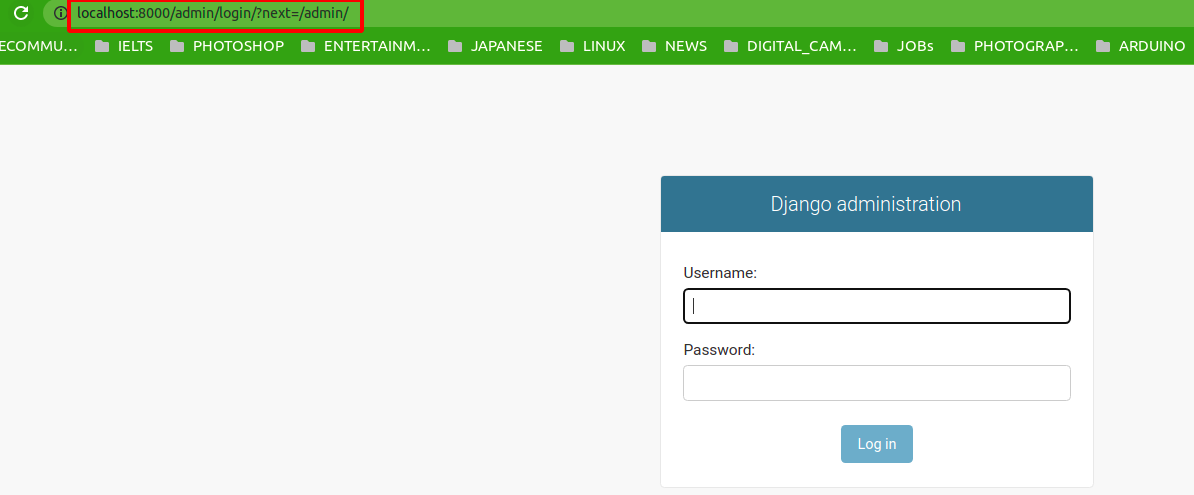 localhost:8000/admin/login/?next=/admin/
ECOMMU... IELTS PHOTOSHOP ENTERTAINM... JAPANESE LINUX NEWS DIGITAL_CAM... JOBs PHOTOGRAP... ARDUINO
Django administration
Username:
Password:
Log in